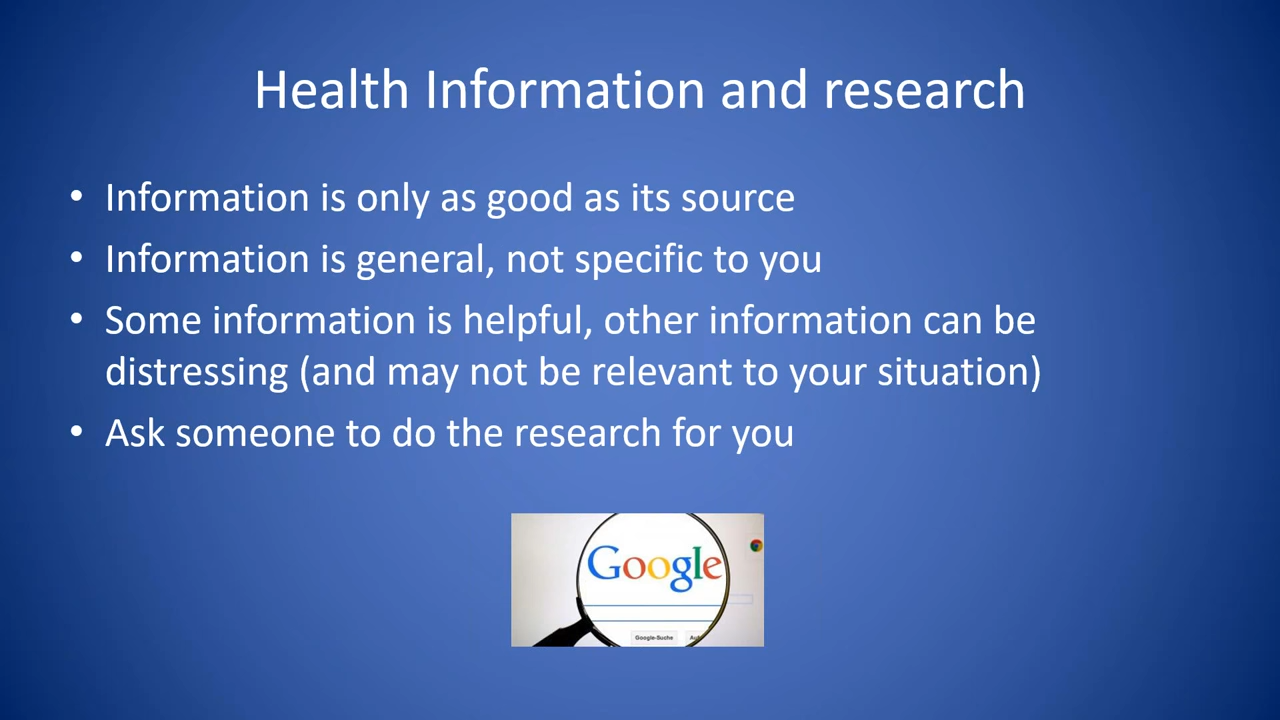 Health Information and research
• Information is only as good as its source
• Information is general, not specific to you
• Some information is helpful, other information can be
distressing (and may not be relevant to your situation)
• Ask someone to do the research for you
Google
Google-Suche